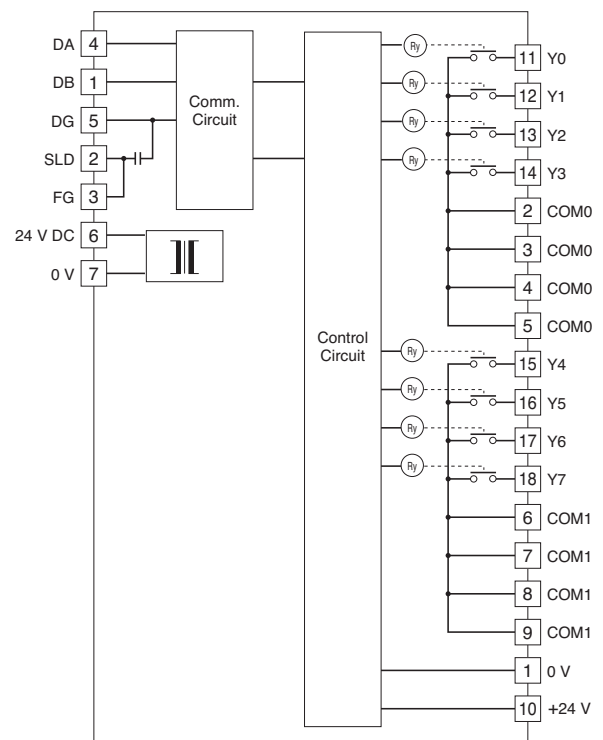 DA 4
DB 1
DG 5
SLD 2
FG 3
24 V DC 6
0 V 7
Comm.
Circuit
Control
Circuit
Ry 11 Y0
Ry 12 Y1
Ry 13 Y2
Ry 14 Y3
2 COM0
3 COM0
4 COM0
5 COM0
Ry 15 Y4
Ry 16 Y5
Ry 17 Y6
Ry 18 Y7
6 COM1
7 COM1
8 COM1
9 COM1
1 0 V
10 +24 V